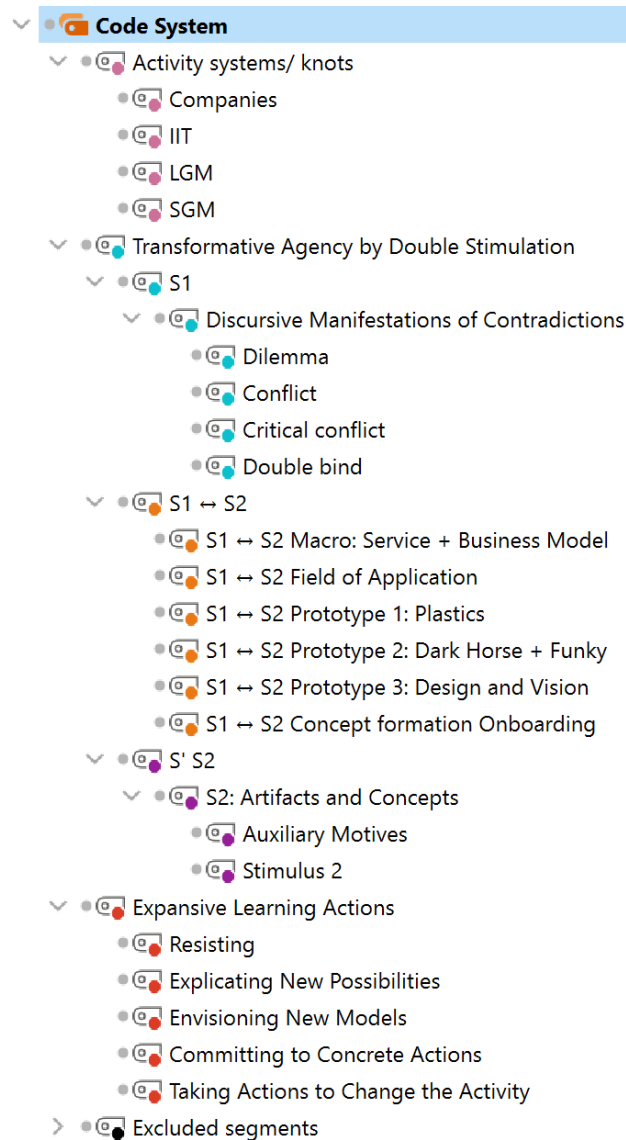 Code System
Activity systems/ knots
Companies
IIT
LGM
SGM
Transformative Agency by Double Stimulation
S1
Discursive Manifestations of Contradictions
Dilemma
Conflict
Critical conflict
Double bind
S1 ↔ S2
S1 ↔ S2 Macro: Service + Business Model
S1 ↔ S2 Field of Application
S1 ↔ S2 Prototype 1: Plastics
S1 ↔ S2 Prototype 2: Dark Horse + Funky
S1 ↔ S2 Prototype 3: Design and Vision
S1 ↔ S2 Concept formation Onboarding
S' S2
S2: Artifacts and Concepts
Auxiliary Motives
Stimulus 2
Expansive Learning Actions
Resisting
Explicating New Possibilities
Envisioning New Models
Committing to Concrete Actions
Taking Actions to Change the Activity
Excluded segments